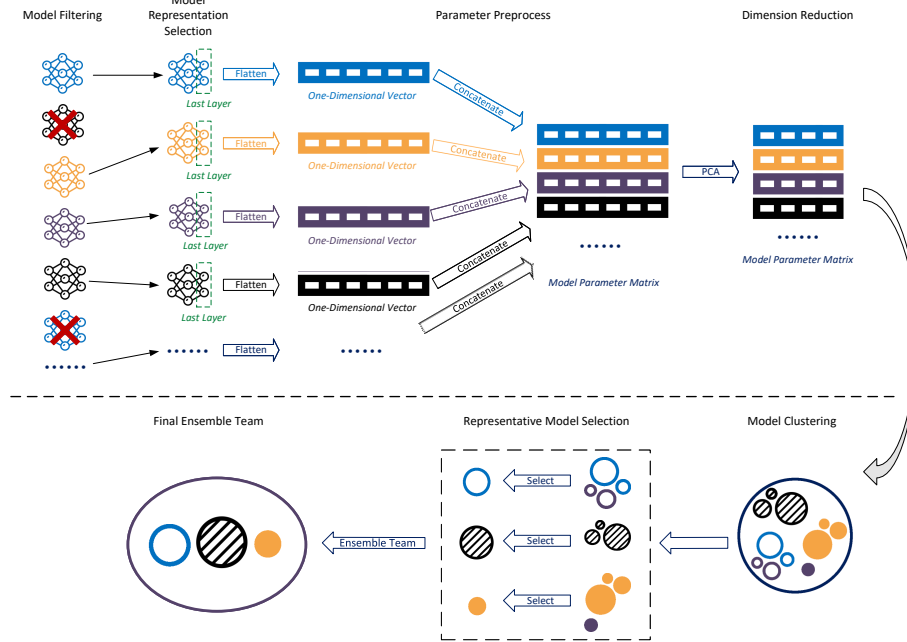 Model Filtering
Model
Representation
Selection
Parameter Preprocess
Dimension Reduction
Flatten
Last Layer
One-Dimensional Vector
Concatenate
Flatten
Last Layer
One-Dimensional Vector
Concatenate
Flatten
Last Layer
One-Dimensional Vector
Concatenate
Flatten
Last Layer
One-Dimensional Vector
Concatenate
Concatenate
Flatten
......
......
......
......
Model Parameter Matrix
PCA
......
Model Parameter Matrix
Final Ensemble Team
Representative Model Selection
Model Clustering
Select
Select
Select
Ensemble Team